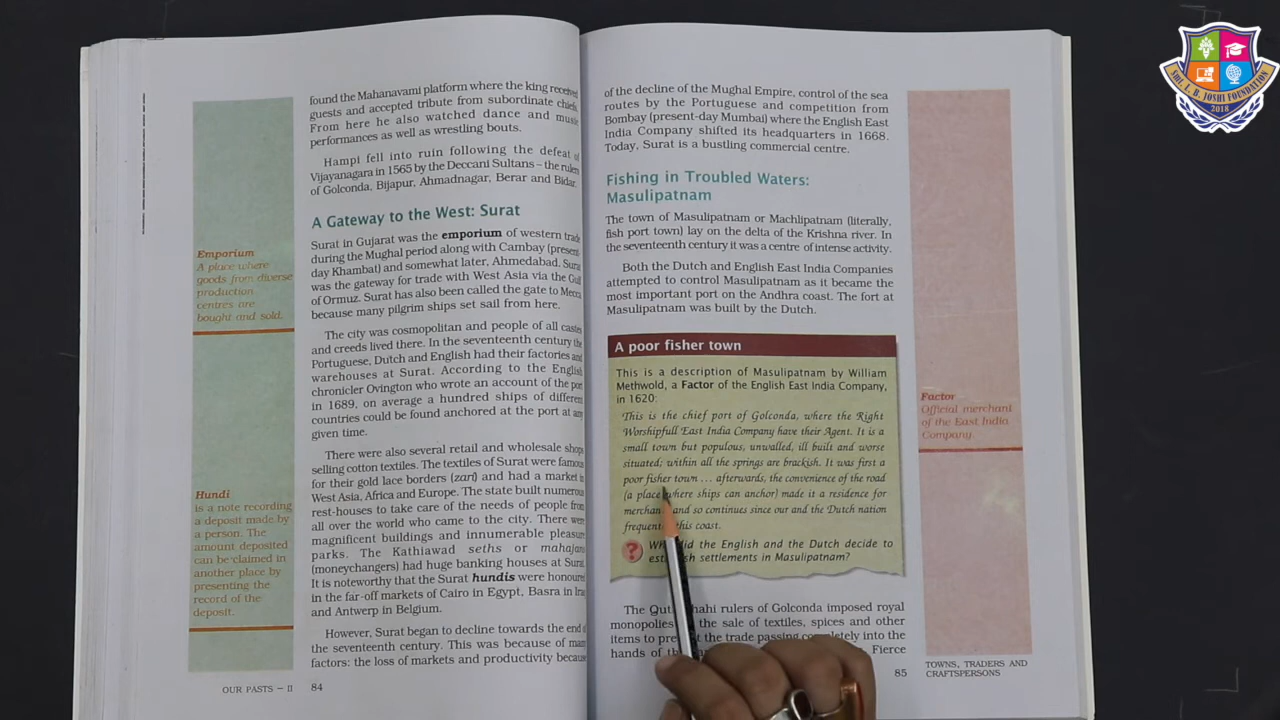 found the Mahanavami platform where the king received
guests and accepted tribute from subordinate chiefs.
From here he also watched dance and music
performances as well as wrestling bouts.
Hampi fell into ruin following the defeat of
Vijayanagara in 1565 by the Deccani Sultans – the rulers
of Golconda, Bijapur, Ahmadnagar, Berar and Bidar.
A Gateway to the West: Surat
Surat in Gujarat was the emporium of western trade
during the Mughal period along with Cambay (present-
day Khambat) and somewhat later, Ahmedabad. Surat
was the gateway for trade with West Asia via the Gulf
of Ormuz. Surat has also been called the gate to Mecca
because many pilgrim ships set sail from here.
The city was cosmopolitan and people of all castes
and creeds lived there. In the seventeenth century the
Portuguese, Dutch and English had their factories and
warehouses at Surat. According to the English
chronicler Ovington who wrote an account of the port
in 1689, on average a hundred ships of different
countries could be found anchored at the port at any
given time.
There were also several retail and wholesale shops
selling cotton textiles. The textiles of Surat were famous
for their gold lace borders (zari) and had a market in
West Asia, Africa and Europe. The state built numerous
rest-houses to take care of the needs of people from
all over the world who came to the city. There were
magnificent buildings and innumerable pleasure
parks. The Kathiawad seths or mahajans
(moneychangers) had huge banking houses at Surat.
It is noteworthy that the Surat hundis were honoured
in the far-off markets of Cairo in Egypt, Basra in Iraq
and Antwerp in Belgium.
However, Surat began to decline towards the end of
the seventeenth century. This was because of many
factors: the loss of markets and productivity because
Emporium
A place where
goods from diverse
production
centres are
bought and sold.
Hundi
is a note recording
a deposit made by
a person. The
amount deposited
can be claimed in
another place by
presenting the
record of the
deposit.
OUR PASTS – II 84
of the decline of the Mughal Empire, control of the sea
routes by the Portuguese and competition from
Bombay (present-day Mumbai) where the English East
India Company shifted its headquarters in 1668.
Today, Surat is a bustling commercial centre.
Fishing in Troubled Waters:
Masulipatnam
The town of Masulipatnam or Machlipatnam (literally,
fish port town) lay on the delta of the Krishna river. In
the seventeenth century it was a centre of intense activity.
Both the Dutch and English East India Companies
attempted to control Masulipatnam as it became the
most important port on the Andhra coast. The fort at
Masulipatnam was built by the Dutch.
A poor fisher town
This is a description of Masulipatnam by William
Methwold, a Factor of the English East India Company,
in 1620:
This is the chief port of Golconda, where the Right
Worshipfull East India Company have their Agent. It is a
small town but populous, unwalled, ill built and worse
situated; within all the springs are brackish. It was first a
poor fisher town ... afterwards, the convenience of the road
(a place where ships can anchor) made it a residence for
and so continues since our and the Dutch nation
this coast.
? did the English and the Dutch decide to
settlements in Masulipatnam?
The rulers of Golconda imposed royal
monopolies the sale of textiles, spices and other
items to the trade passing completely into the
hands of Fierce
85
Factor
Official merchant
of the East India
Company.
TOWNS, TRADERS AND
CRAFTSPERSONS
SHRI. L. B. JOSHI FOUNDATION
2018